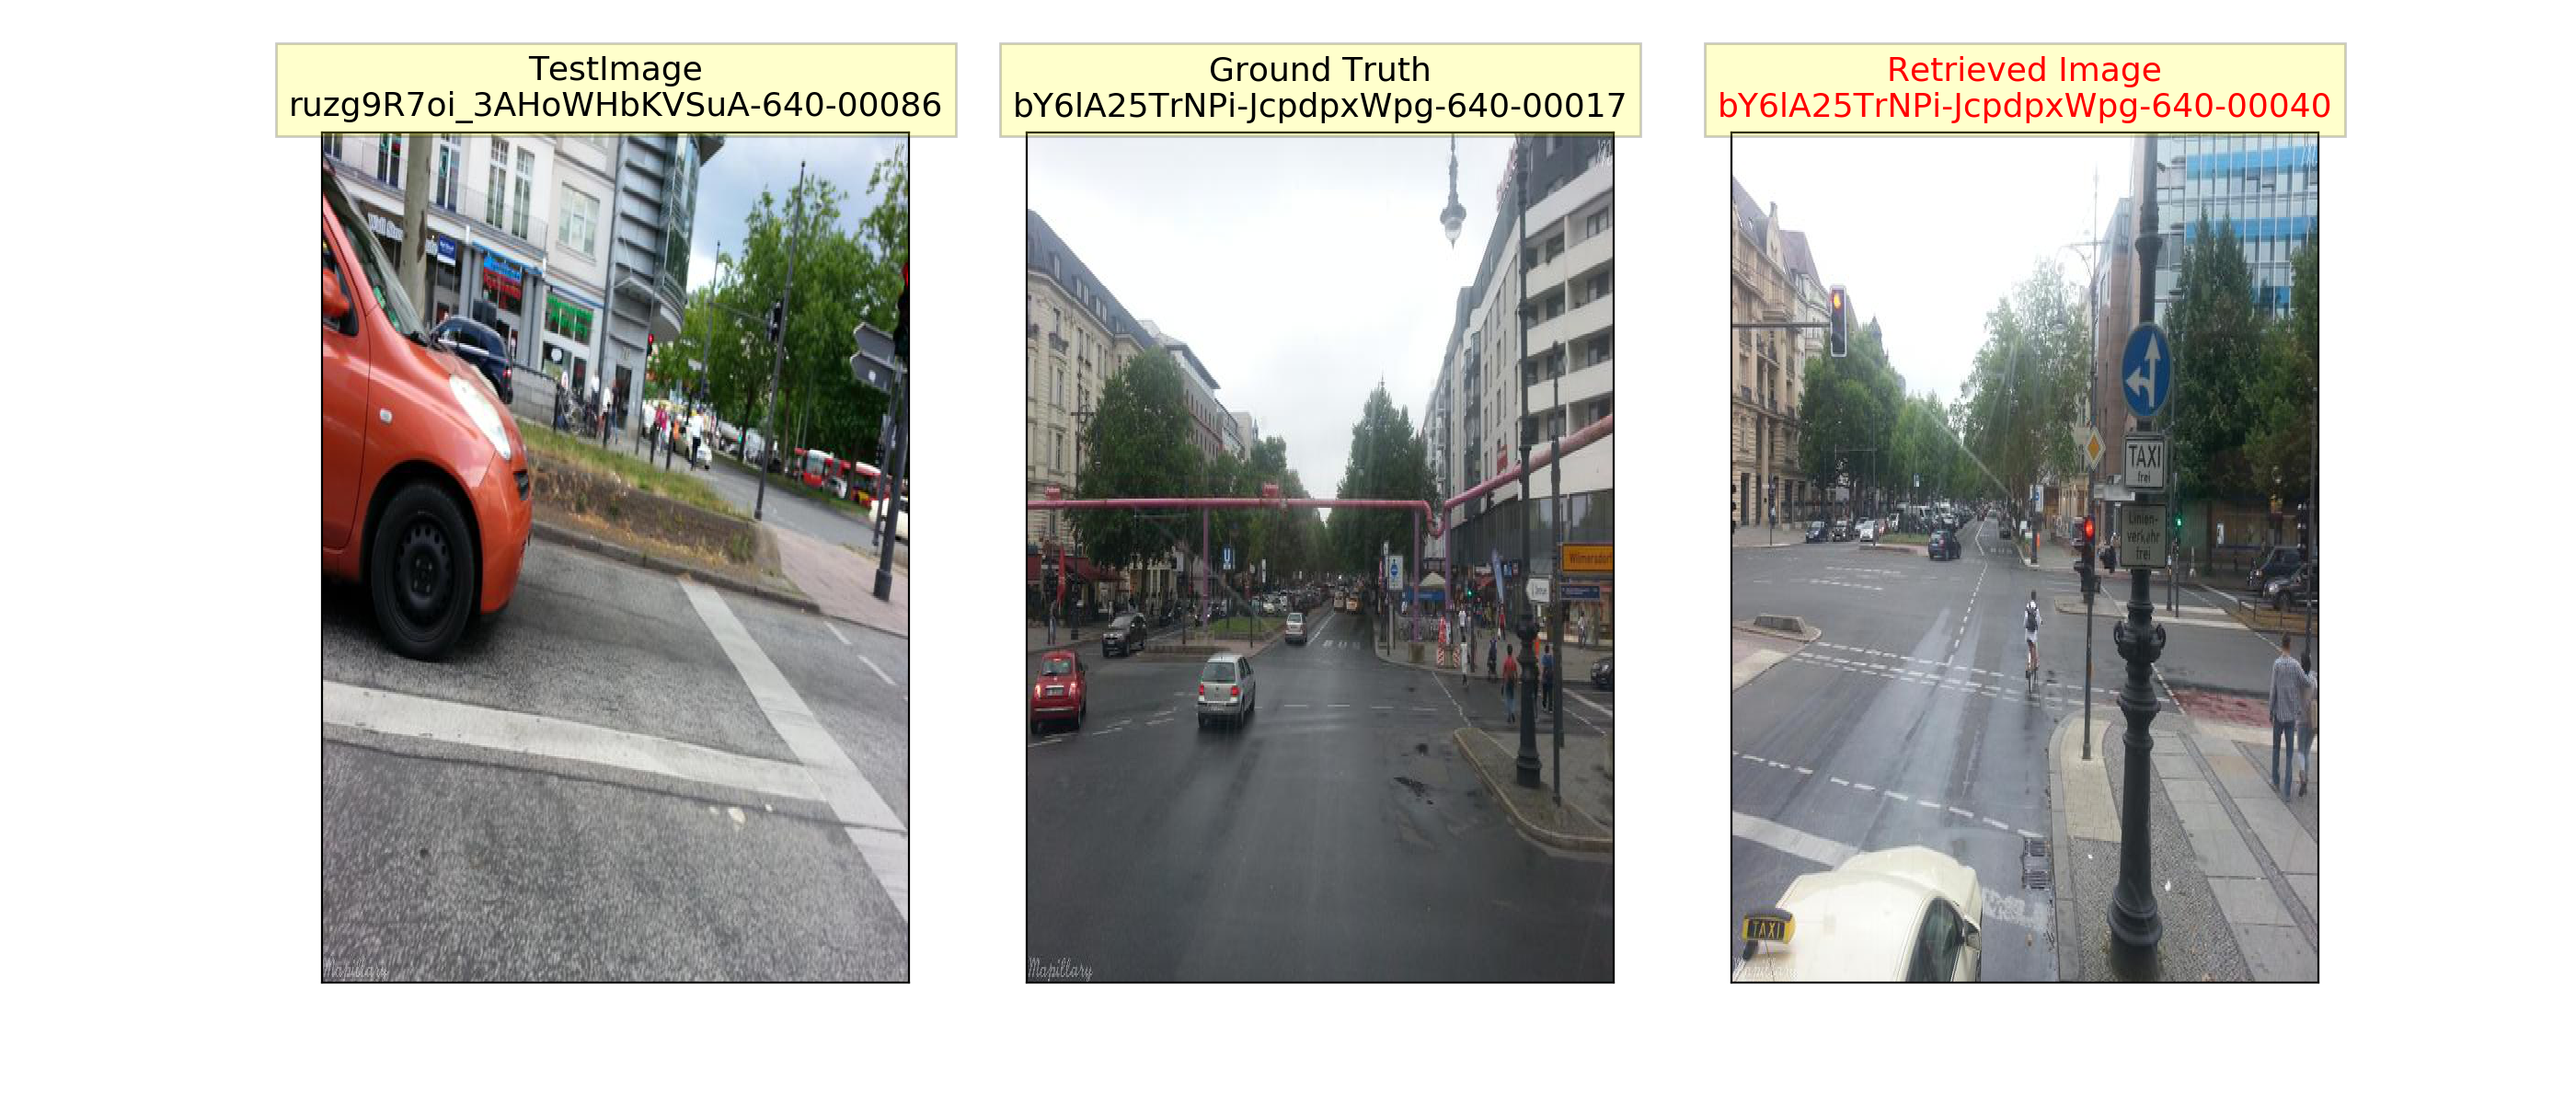 TestImage
ruzg9R7oi_3AHoWHbKVSuA-640-00086
Ground Truth
bY6lA25TrNPi-JcpdpxWpg-640-00017
Retrieved Image
bY6lA25TrNPi-JcpdpxWpg-640-00040
Mapillary
U
Wilmersdorf
Mapillary
TAXI
frei
Linien-
verkehr
frei
TAXI